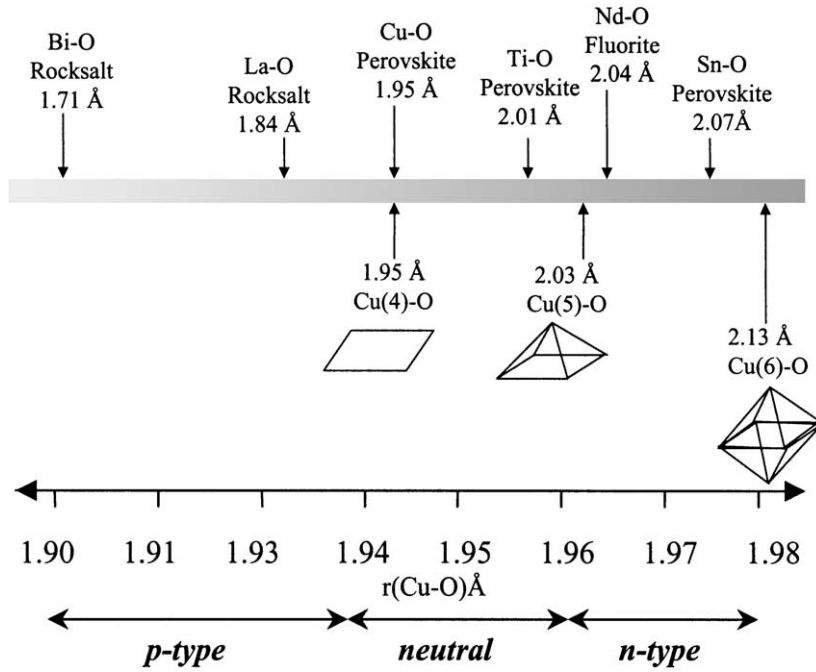 Bi-O
Rocksalt
1.71 Å
La-O
Rocksalt
1.84 Å
Cu-O
Perovskite
1.95 Å
Ti-O
Perovskite
2.01 Å
Nd-O
Fluorite
2.04 Å
Sn-O
Perovskite
2.07Å
1.95 Å
Cu(4)-O
2.03 Å
Cu(5)-O
2.13 Å
Cu(6)-O
1.90 1.91 1.93 1.94 1.95 1.96 1.97 1.98
r(Cu-O)Å
p-type neutral n-type